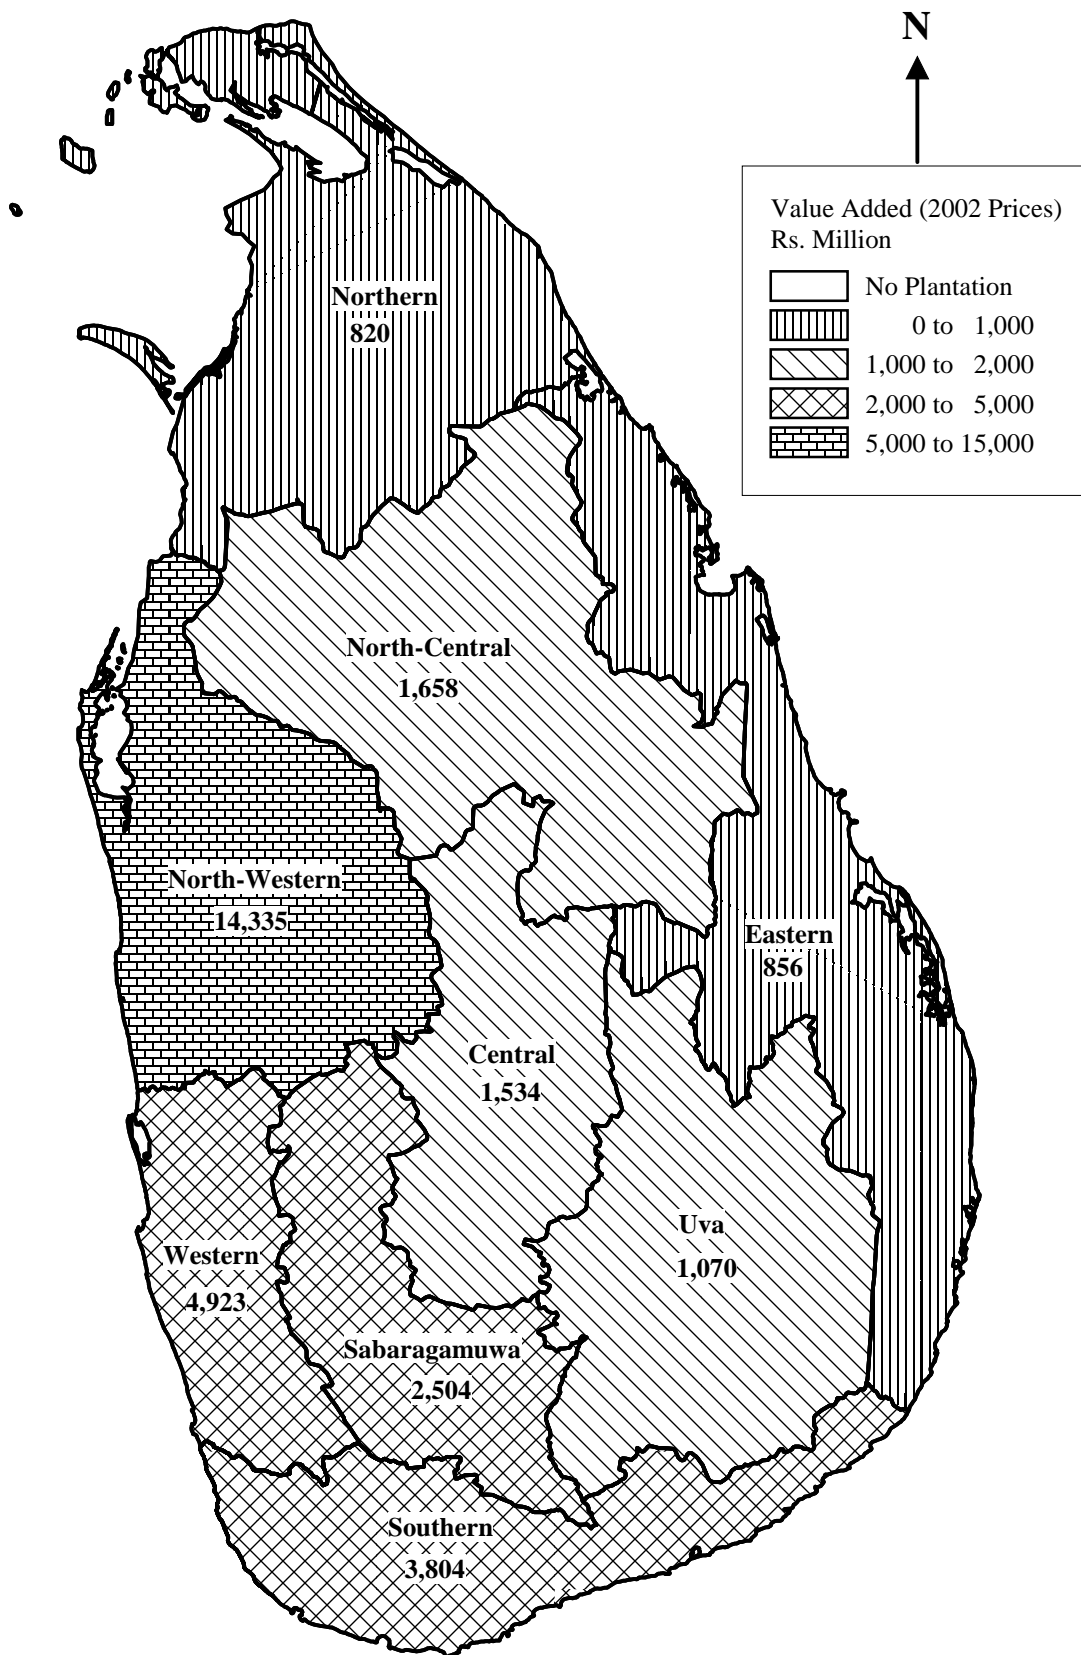 N
Value Added (2002 Prices)
Rs. Million
No Plantation
0 to 1,000
1,000 to 2,000
2,000 to 5,000
5,000 to 15,000
Northern
820
North-Central
1,658
North-Western
14,335
Eastern
856
Central
1,534
Uva
1,070
Western
4,923
Sabaragamuwa
2,504
Southern
3,804